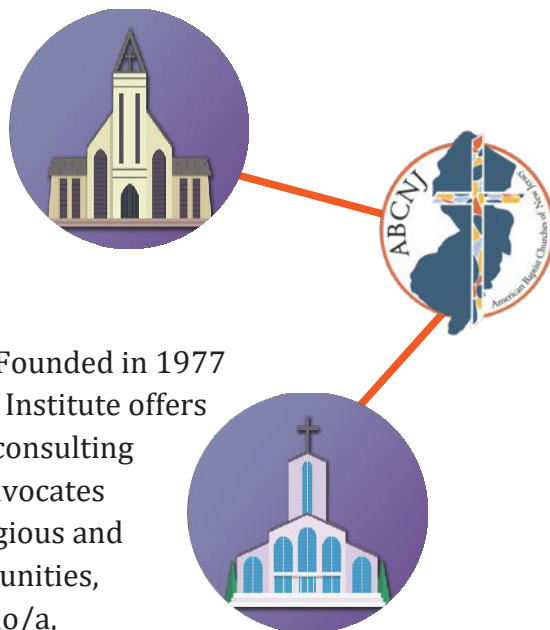 ABCNJ
American Baptist Churches of New Jersey
Founded in 1977
Institute offers
consulting
vocates
gious and
unities,
o/a,